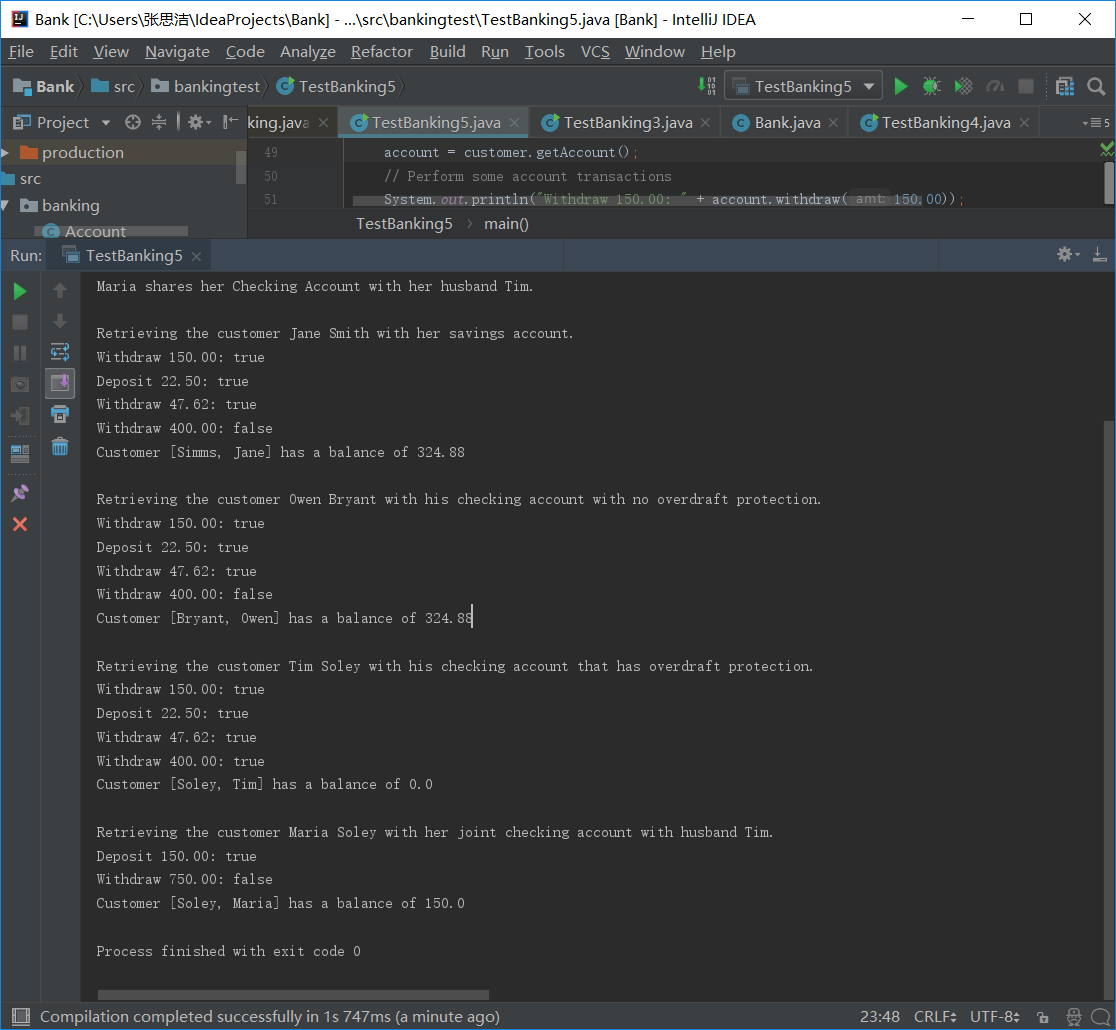 Bank [C:\Users\张思洁\IdeaProjects\Bank] - ...\src\bankingtest\TestBanking5.java [Bank] - IntelliJ IDEA
File Edit View Navigate Code Analyze Refactor Build Run Tools VCS Window Help
Bank src bankingtest TestBanking5 TestBanking5
Project king.java TestBanking5.java TestBanking3.java Bank.java TestBanking4.java 5
production
src
banking
Account
49 account = customer.getAccount();
50 // Perform some account transactions
51 System.out.println("Withdraw 150.00: " + account.withdraw( amt: 150.00));
TestBanking5 main()
Run: TestBanking5
Maria shares her Checking Account with her husband Tim.
Retrieving the customer Jane Smith with her savings account.
Withdraw 150.00: true
Deposit 22.50: true
Withdraw 47.62: true
Withdraw 400.00: false
Customer [Simms, Jane] has a balance of 324.88
Retrieving the customer Owen Bryant with his checking account with no overdraft protection.
Withdraw 150.00: true
Deposit 22.50: true
Withdraw 47.62: true
Withdraw 400.00: false
Customer [Bryant, Owen] has a balance of 324.88
Retrieving the customer Tim Soley with his checking account that has overdraft protection.
Withdraw 150.00: true
Deposit 22.50: true
Withdraw 47.62: true
Withdraw 400.00: true
Customer [Soley, Tim] has a balance of 0.0
Retrieving the customer Maria Soley with her joint checking account with husband Tim.
Deposit 150.00: true
Withdraw 750.00: false
Customer [Soley, Maria] has a balance of 150.0
Process finished with exit code 0
Compilation completed successfully in 1s 747ms (a minute ago) 23:48 CRLF UTF-8